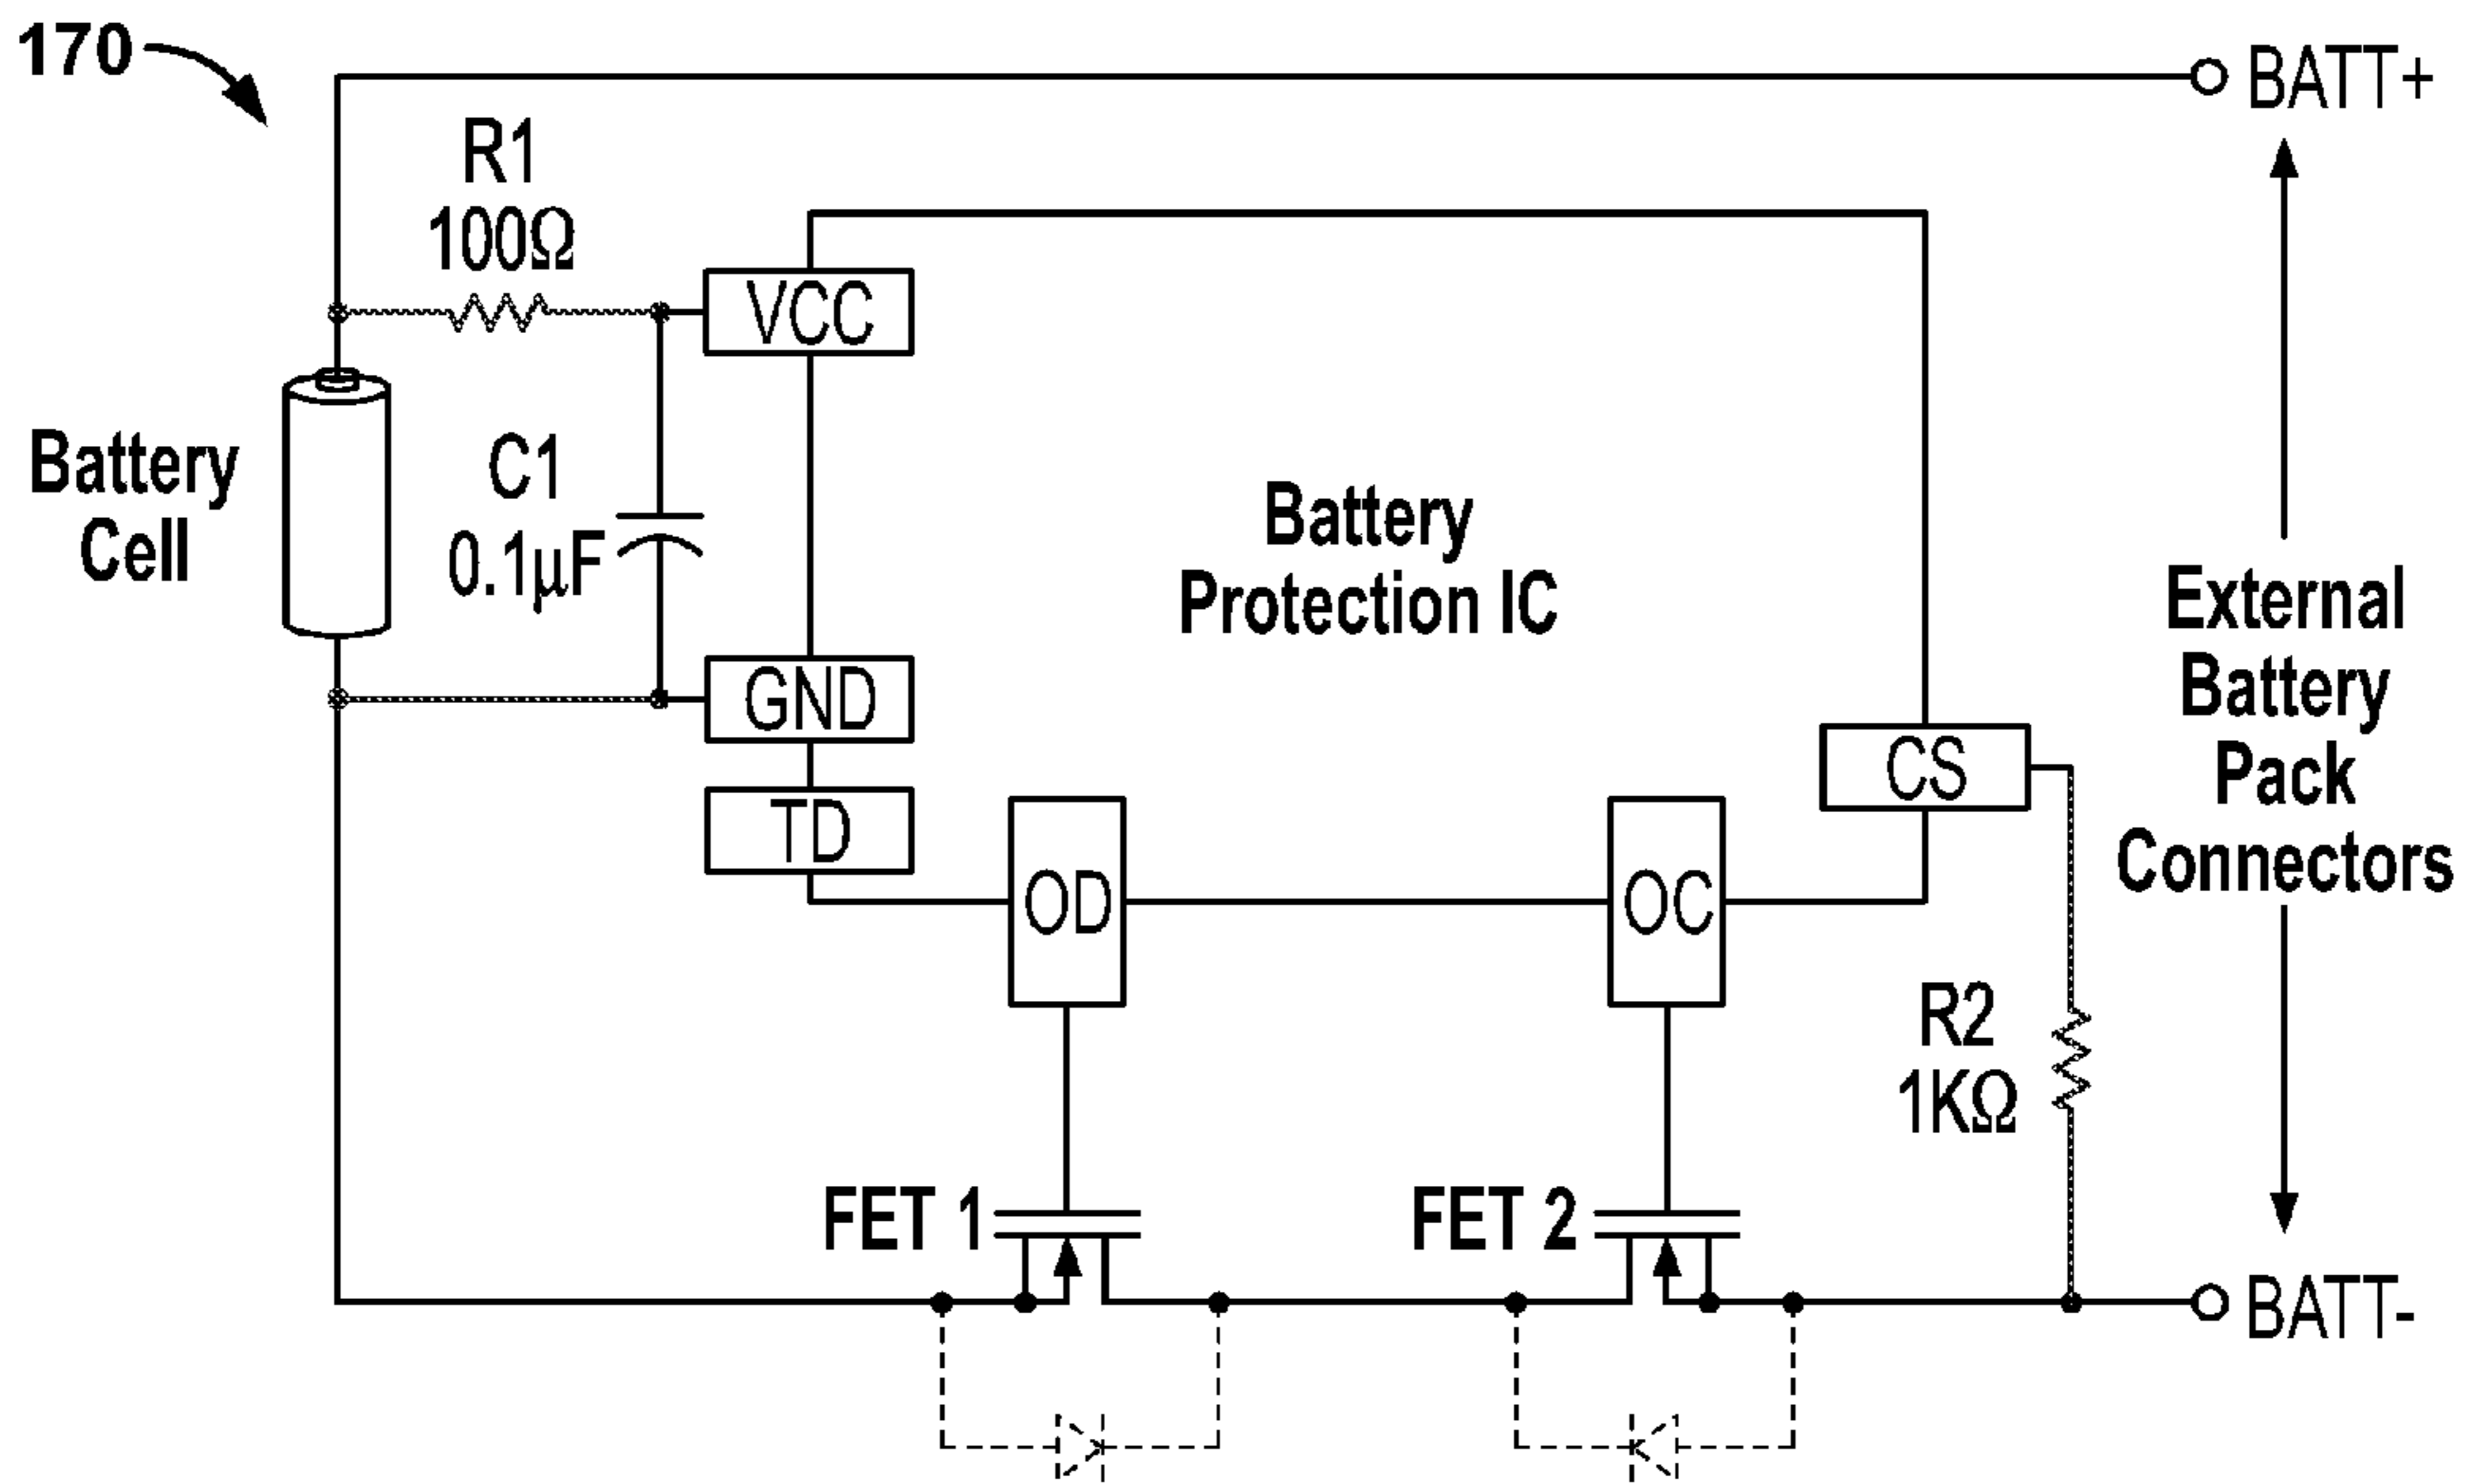 170
BATT+
R1
100Ω
VCC
Battery
Cell
C1
0.1µF
Battery
Protection IC
External
Battery
Pack
Connectors
GND
CS
TD
OD
OC
R2
1KΩ
FET 1
FET 2
BATT-